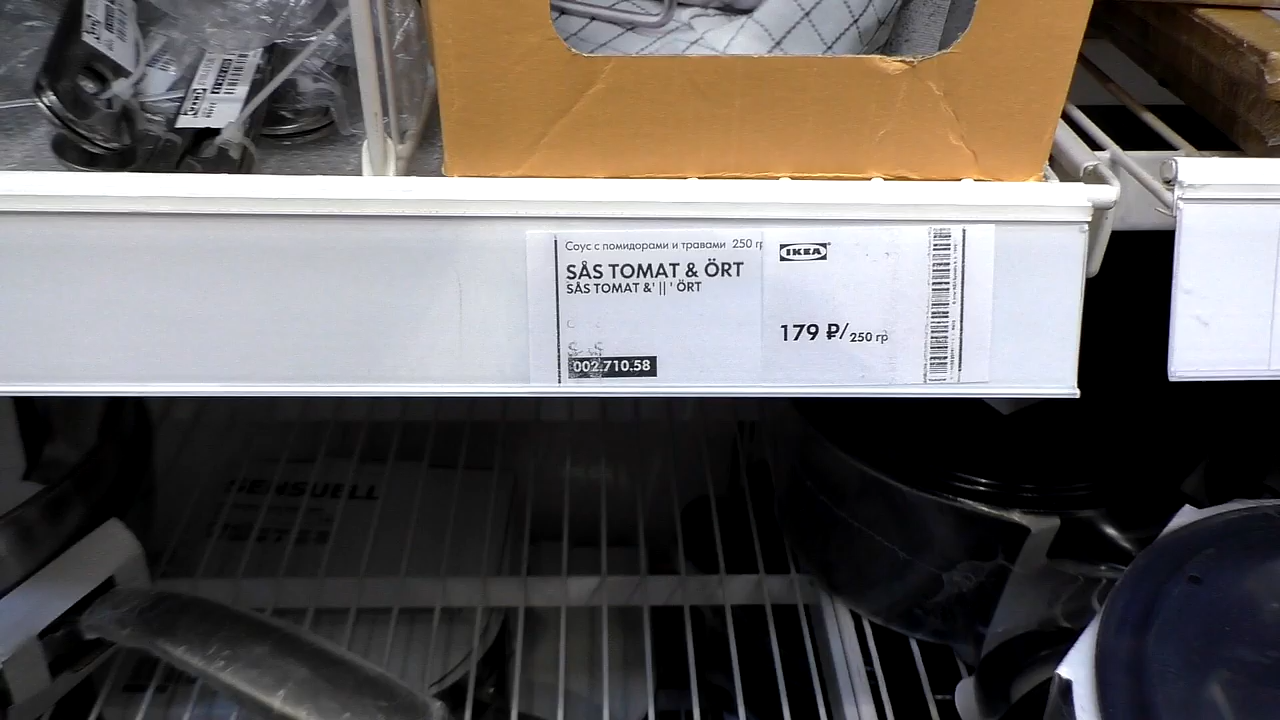 Соус с помидорами и травами 250 гр
SÅS TOMAT & ÖRT
SÅS TOMAT &' || ' ÖRT
002.710.58
IKEA
179 ₽/250 гр
SENSUELL